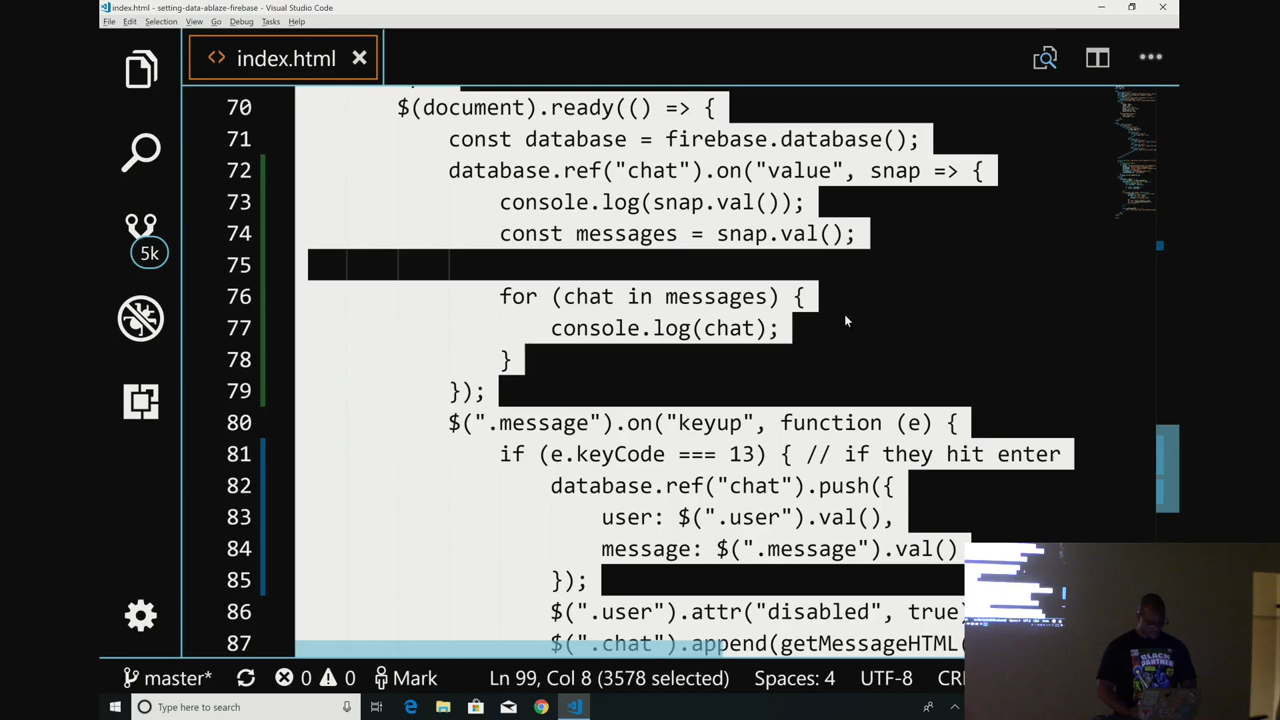 index.html - setting-data-ablaze-firebase - Visual Studio Code
File Edit Selection View Go Debug Tasks Help
index.html
70 $(document).ready(() => {
71 const database = firebase.database();
72 database.ref("chat").on("value", snap => {
73 console.log(snap.val());
74 const messages = snap.val();
75
76 for (chat in messages) {
77 console.log(chat);
78 }
79 });
80 $(".message").on("keyup", function (e) {
81 if (e.keyCode === 13) { // if they hit enter
82 database.ref("chat").push({
83 user: $(".user").val(),
84 message: $(".message").val()
85 });
86 $(".user").attr("disabled", true)
87 $(".chat").append(getMessageHTML(
5k
master* 0 0 Mark Ln 99, Col 8 (3578 selected) Spaces: 4 UTF-8
Type here to search
BLACK
PANTHER